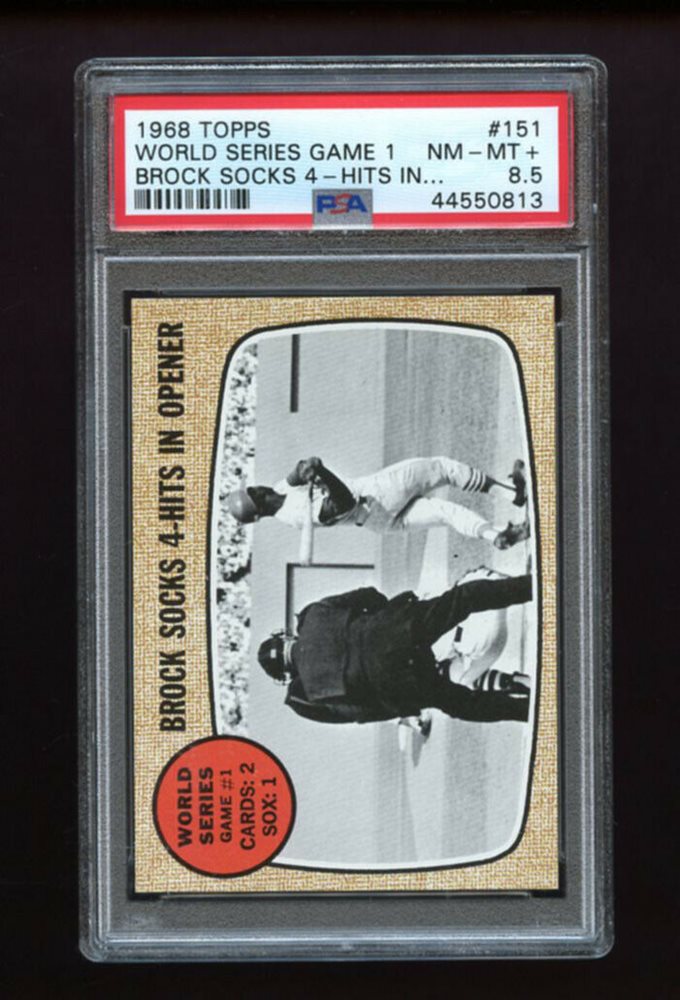 1968 TOPPS #151
WORLD SERIES GAME 1 NM-MT+
BROCK SOCKS 4-HITS IN... 8.5
PSA 44550813
BROCK SOCKS 4-HITS IN OPENER
WORLD
SERIES
GAME #1
CARDS: 2
SOX: 1